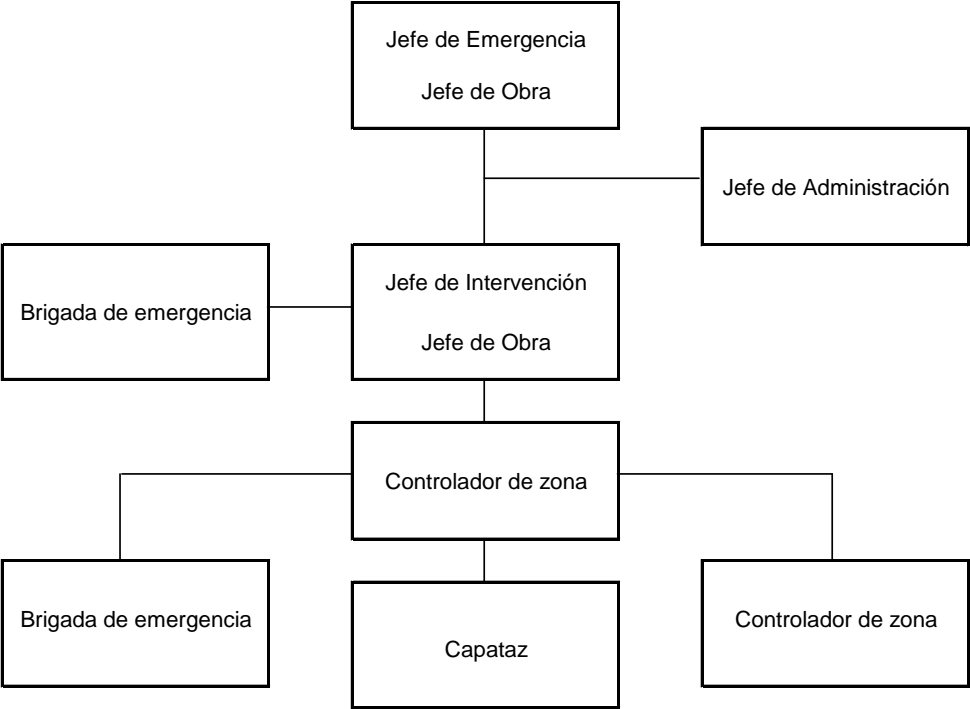 Jefe de Emergencia
Jefe de Obra
Jefe de Administración
Brigada de emergencia
Jefe de Intervención
Jefe de Obra
Controlador de zona
Brigada de emergencia
Capataz
Controlador de zona